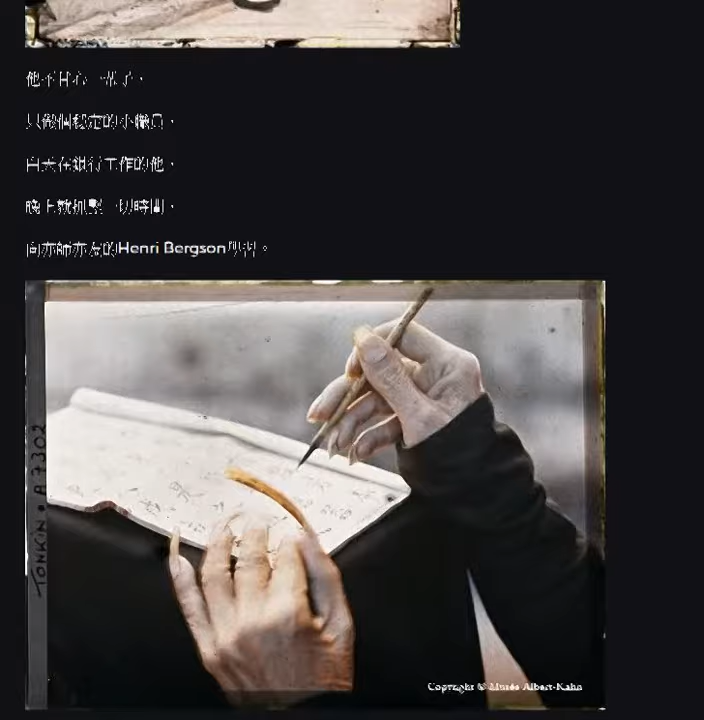 他不甘心一輩子，
只做個穩定的小職員，
白天在銀行工作的他，
晚上就抓緊一切時間，
向亦師亦友的Henri Bergson學習。
TONKIN • A 7302
Copyright © Musée Albert-Kahn